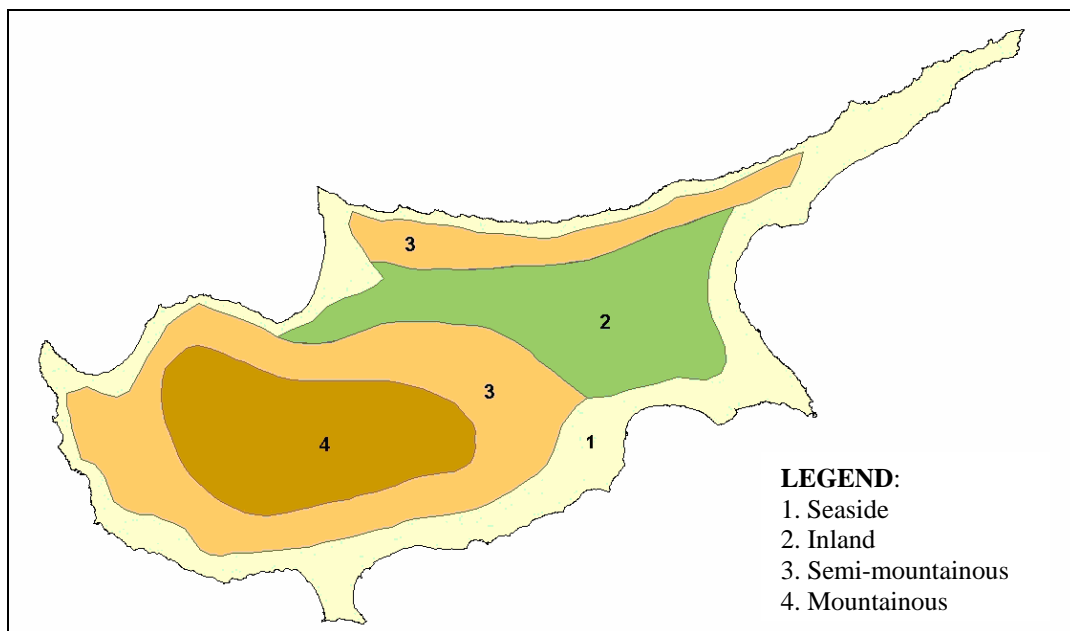 3
2
3
4
1
LEGEND:
1. Seaside
2. Inland
3. Semi-mountainous
4. Mountainous